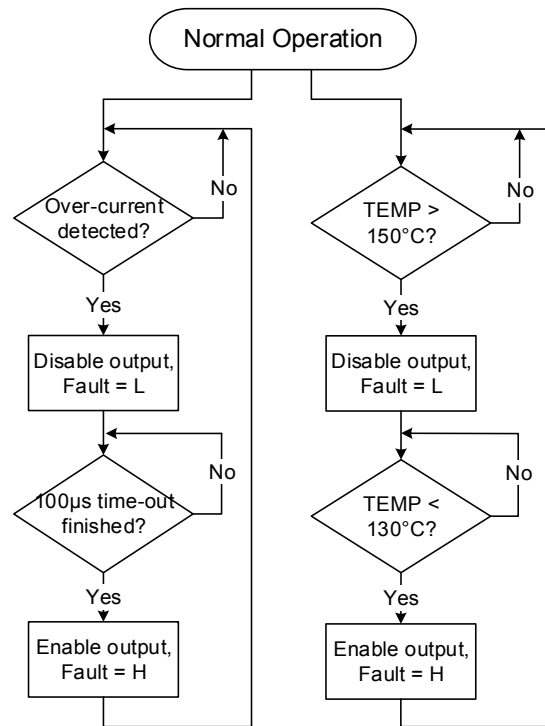 Normal Operation
No
Over-current
detected?
Yes
Disable output,
Fault = L
No
100µs time-out
finished?
Yes
Enable output,
Fault = H
No
TEMP >
150°C?
Yes
Disable output,
Fault = L
No
TEMP <
130°C?
Yes
Enable output,
Fault = H